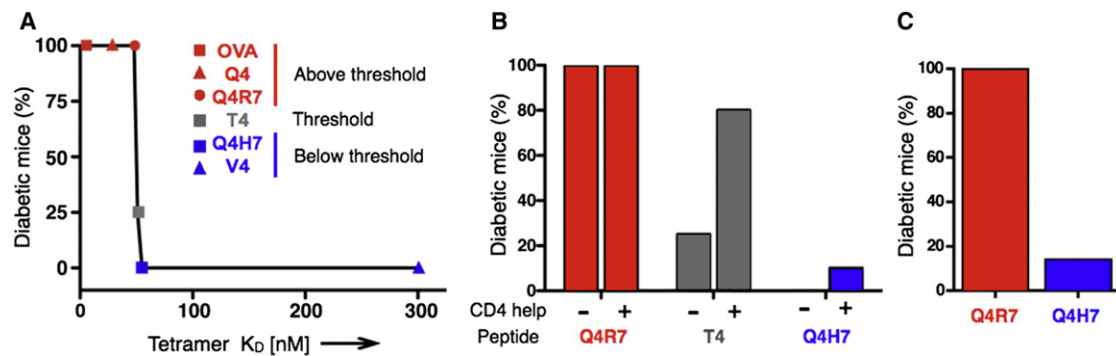 A
Diabetic mice (%)
100
75
50
25
0
0 100 200 300
Tetramer K_D [nM]
OVA
Q4
Q4R7
Above threshold
T4
Threshold
Q4H7
V4
Below threshold
B
Diabetic mice (%)
100
80
60
40
20
0
CD4 help - + - + - +
Peptide Q4R7 T4 Q4H7
C
Diabetic mice (%)
100
80
60
40
20
0
Q4R7 Q4H7